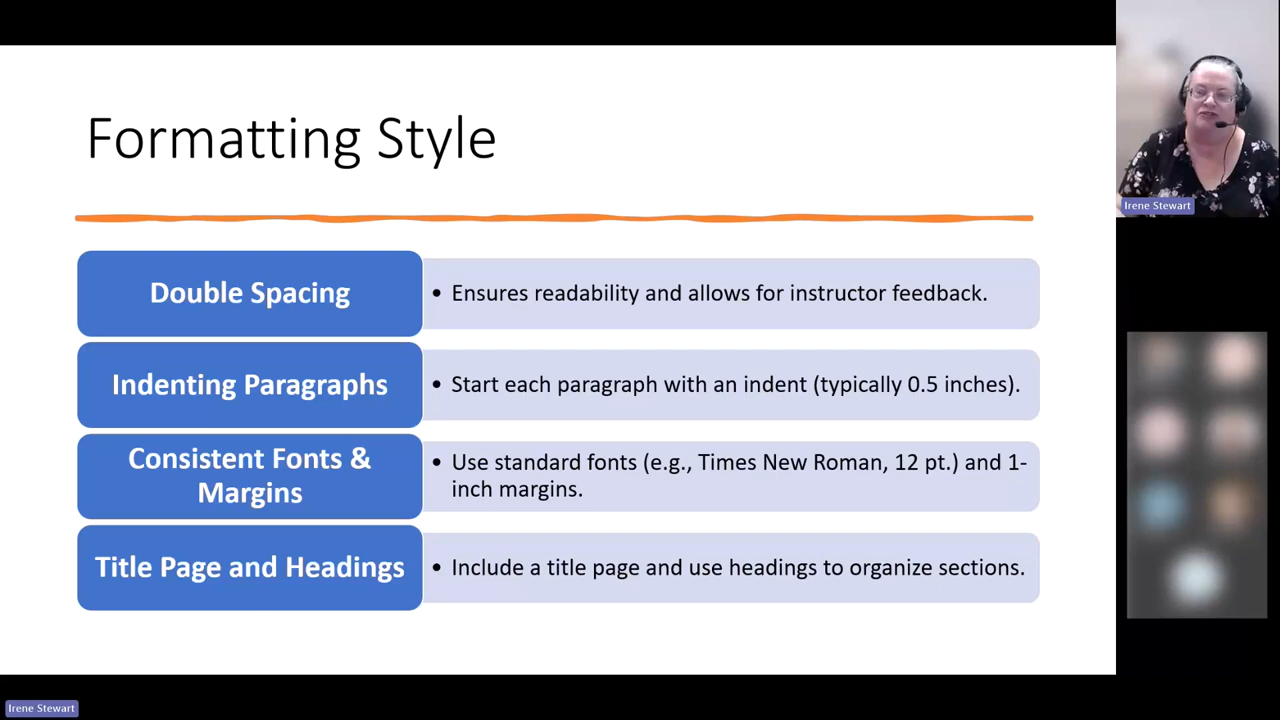 Formatting Style
Double Spacing
• Ensures readability and allows for instructor feedback.
Indenting Paragraphs
• Start each paragraph with an indent (typically 0.5 inches).
Consistent Fonts &
Margins
• Use standard fonts (e.g., Times New Roman, 12 pt.) and 1-
inch margins.
Title Page and Headings
• Include a title page and use headings to organize sections.
Irene Stewart
Irene Stewart